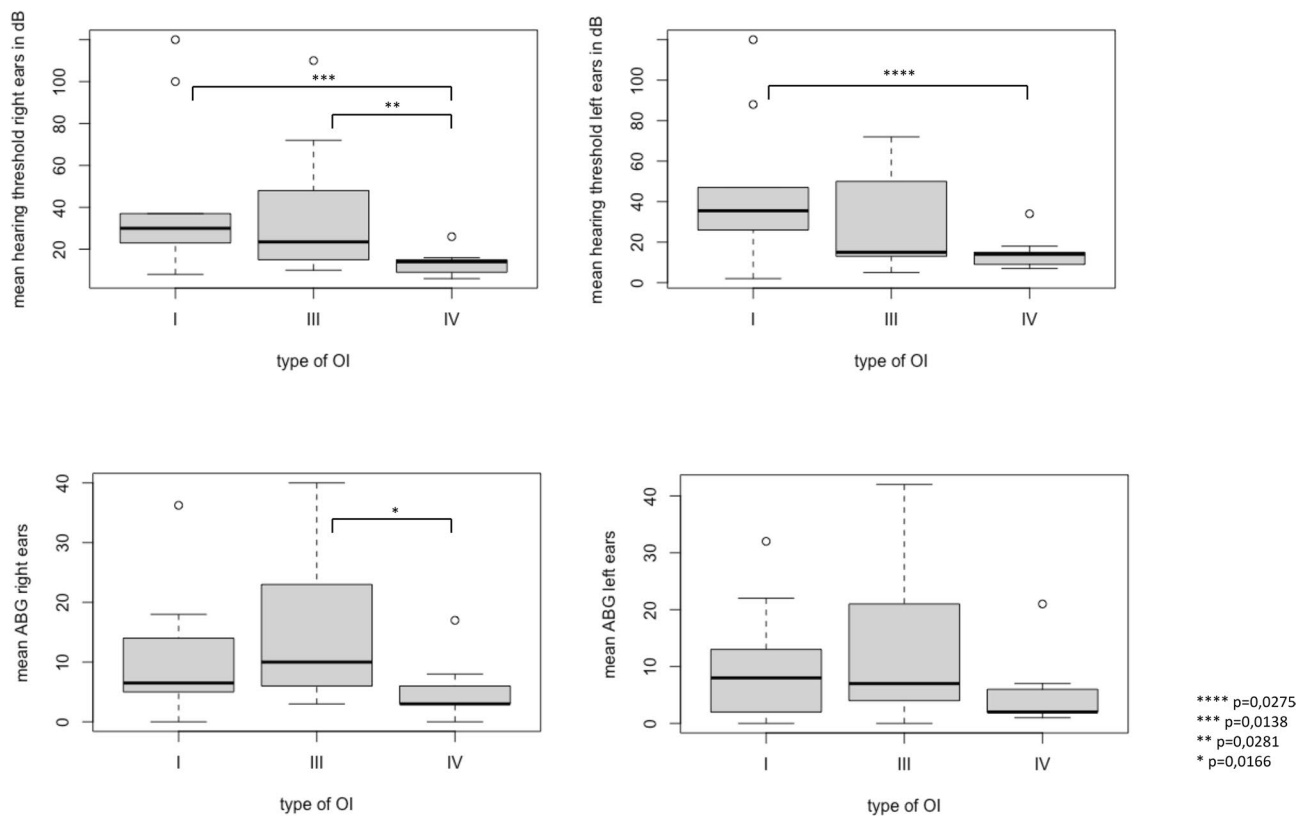 mean hearing threshold right ears in dB
100
80
60
40
20
***
**
I
III
IV
type of OI
mean hearing threshold left ears in dB
100
80
60
40
20
0
****
I
III
IV
type of OI
mean ABG right ears
40
30
20
10
0
*
I
III
IV
type of OI
mean ABG left ears
40
30
20
10
0
I
III
IV
type of OI
**** p=0,0275
*** p=0,0138
** p=0,0281
* p=0,0166